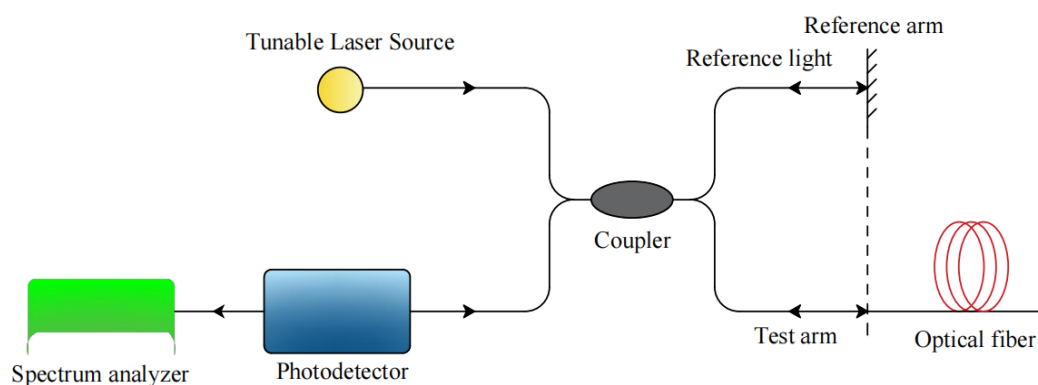 Reference arm
Tunable Laser Source
Reference light
Coupler
Test arm
Optical fiber
Spectrum analyzer
Photodetector